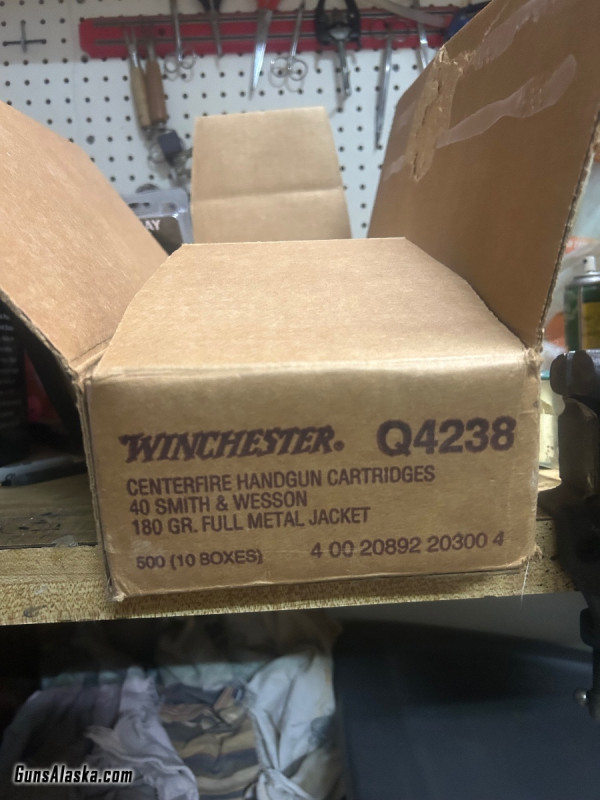 AY
WINCHESTER. Q4238
CENTERFIRE HANDGUN CARTRIDGES
40 SMITH & WESSON
180 GR. FULL METAL JACKET
500 (10 BOXES) 4 00 20892 20300 4
GunsAlaska.com